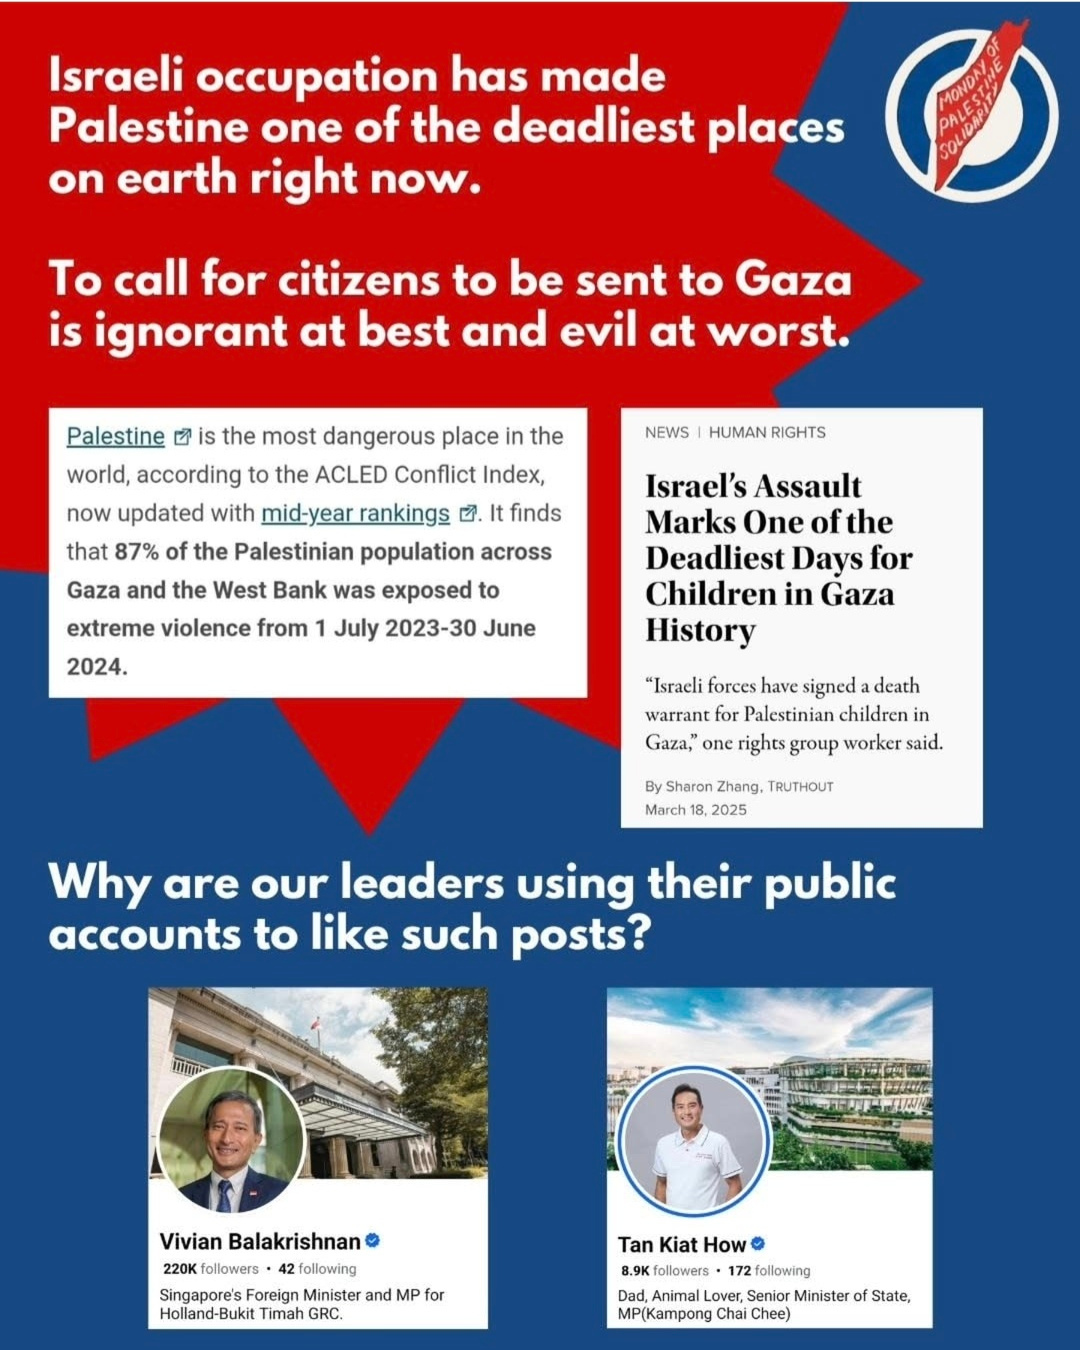 Israeli occupation has made
Palestine one of the deadliest places
on earth right now.
MONDAY OF
PALESTINE
SOLIDARITY
To call for citizens to be sent to Gaza
is ignorant at best and evil at worst.
Palestine is the most dangerous place in the
world, according to the ACLED Conflict Index,
now updated with mid-year rankings. It finds
that 87% of the Palestinian population across
Gaza and the West Bank was exposed to
extreme violence from 1 July 2023-30 June
2024.
NEWS | HUMAN RIGHTS
Israel's Assault
Marks One of the
Deadliest Days for
Children in Gaza
History
“Israeli forces have signed a death
warrant for Palestinian children in
Gaza,” one rights group worker said.
By Sharon Zhang, TRUTHOUT
March 18, 2025
Why are our leaders using their public
accounts to like such posts?
Vivian Balakrishnan
220K followers • 42 following
Singapore's Foreign Minister and MP for
Holland-Bukit Timah GRC.
Tan Kiat How
8.9K followers • 172 following
Dad, Animal Lover, Senior Minister of State,
MP(Kampong Chai Chee)